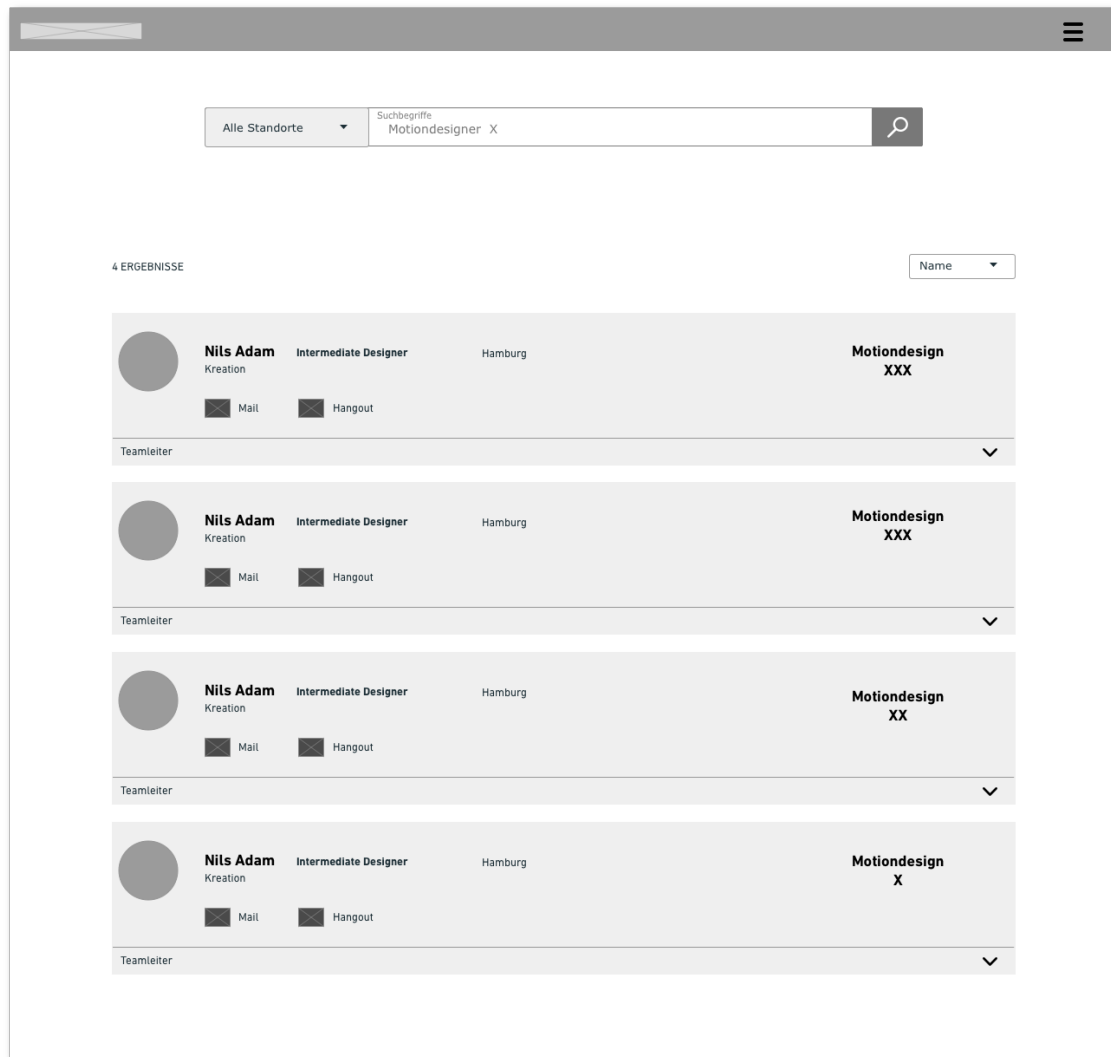 Alle Standorte
Suchbegriffe
Motiondesigner X
4 ERGEBNISSE
Name
Nils Adam Intermediate Designer Hamburg Motiondesign
Kreation XXX
Mail Hangout
Teamleiter
Nils Adam Intermediate Designer Hamburg Motiondesign
Kreation XXX
Mail Hangout
Teamleiter
Nils Adam Intermediate Designer Hamburg Motiondesign
Kreation XX
Mail Hangout
Teamleiter
Nils Adam Intermediate Designer Hamburg Motiondesign
Kreation X
Mail Hangout
Teamleiter